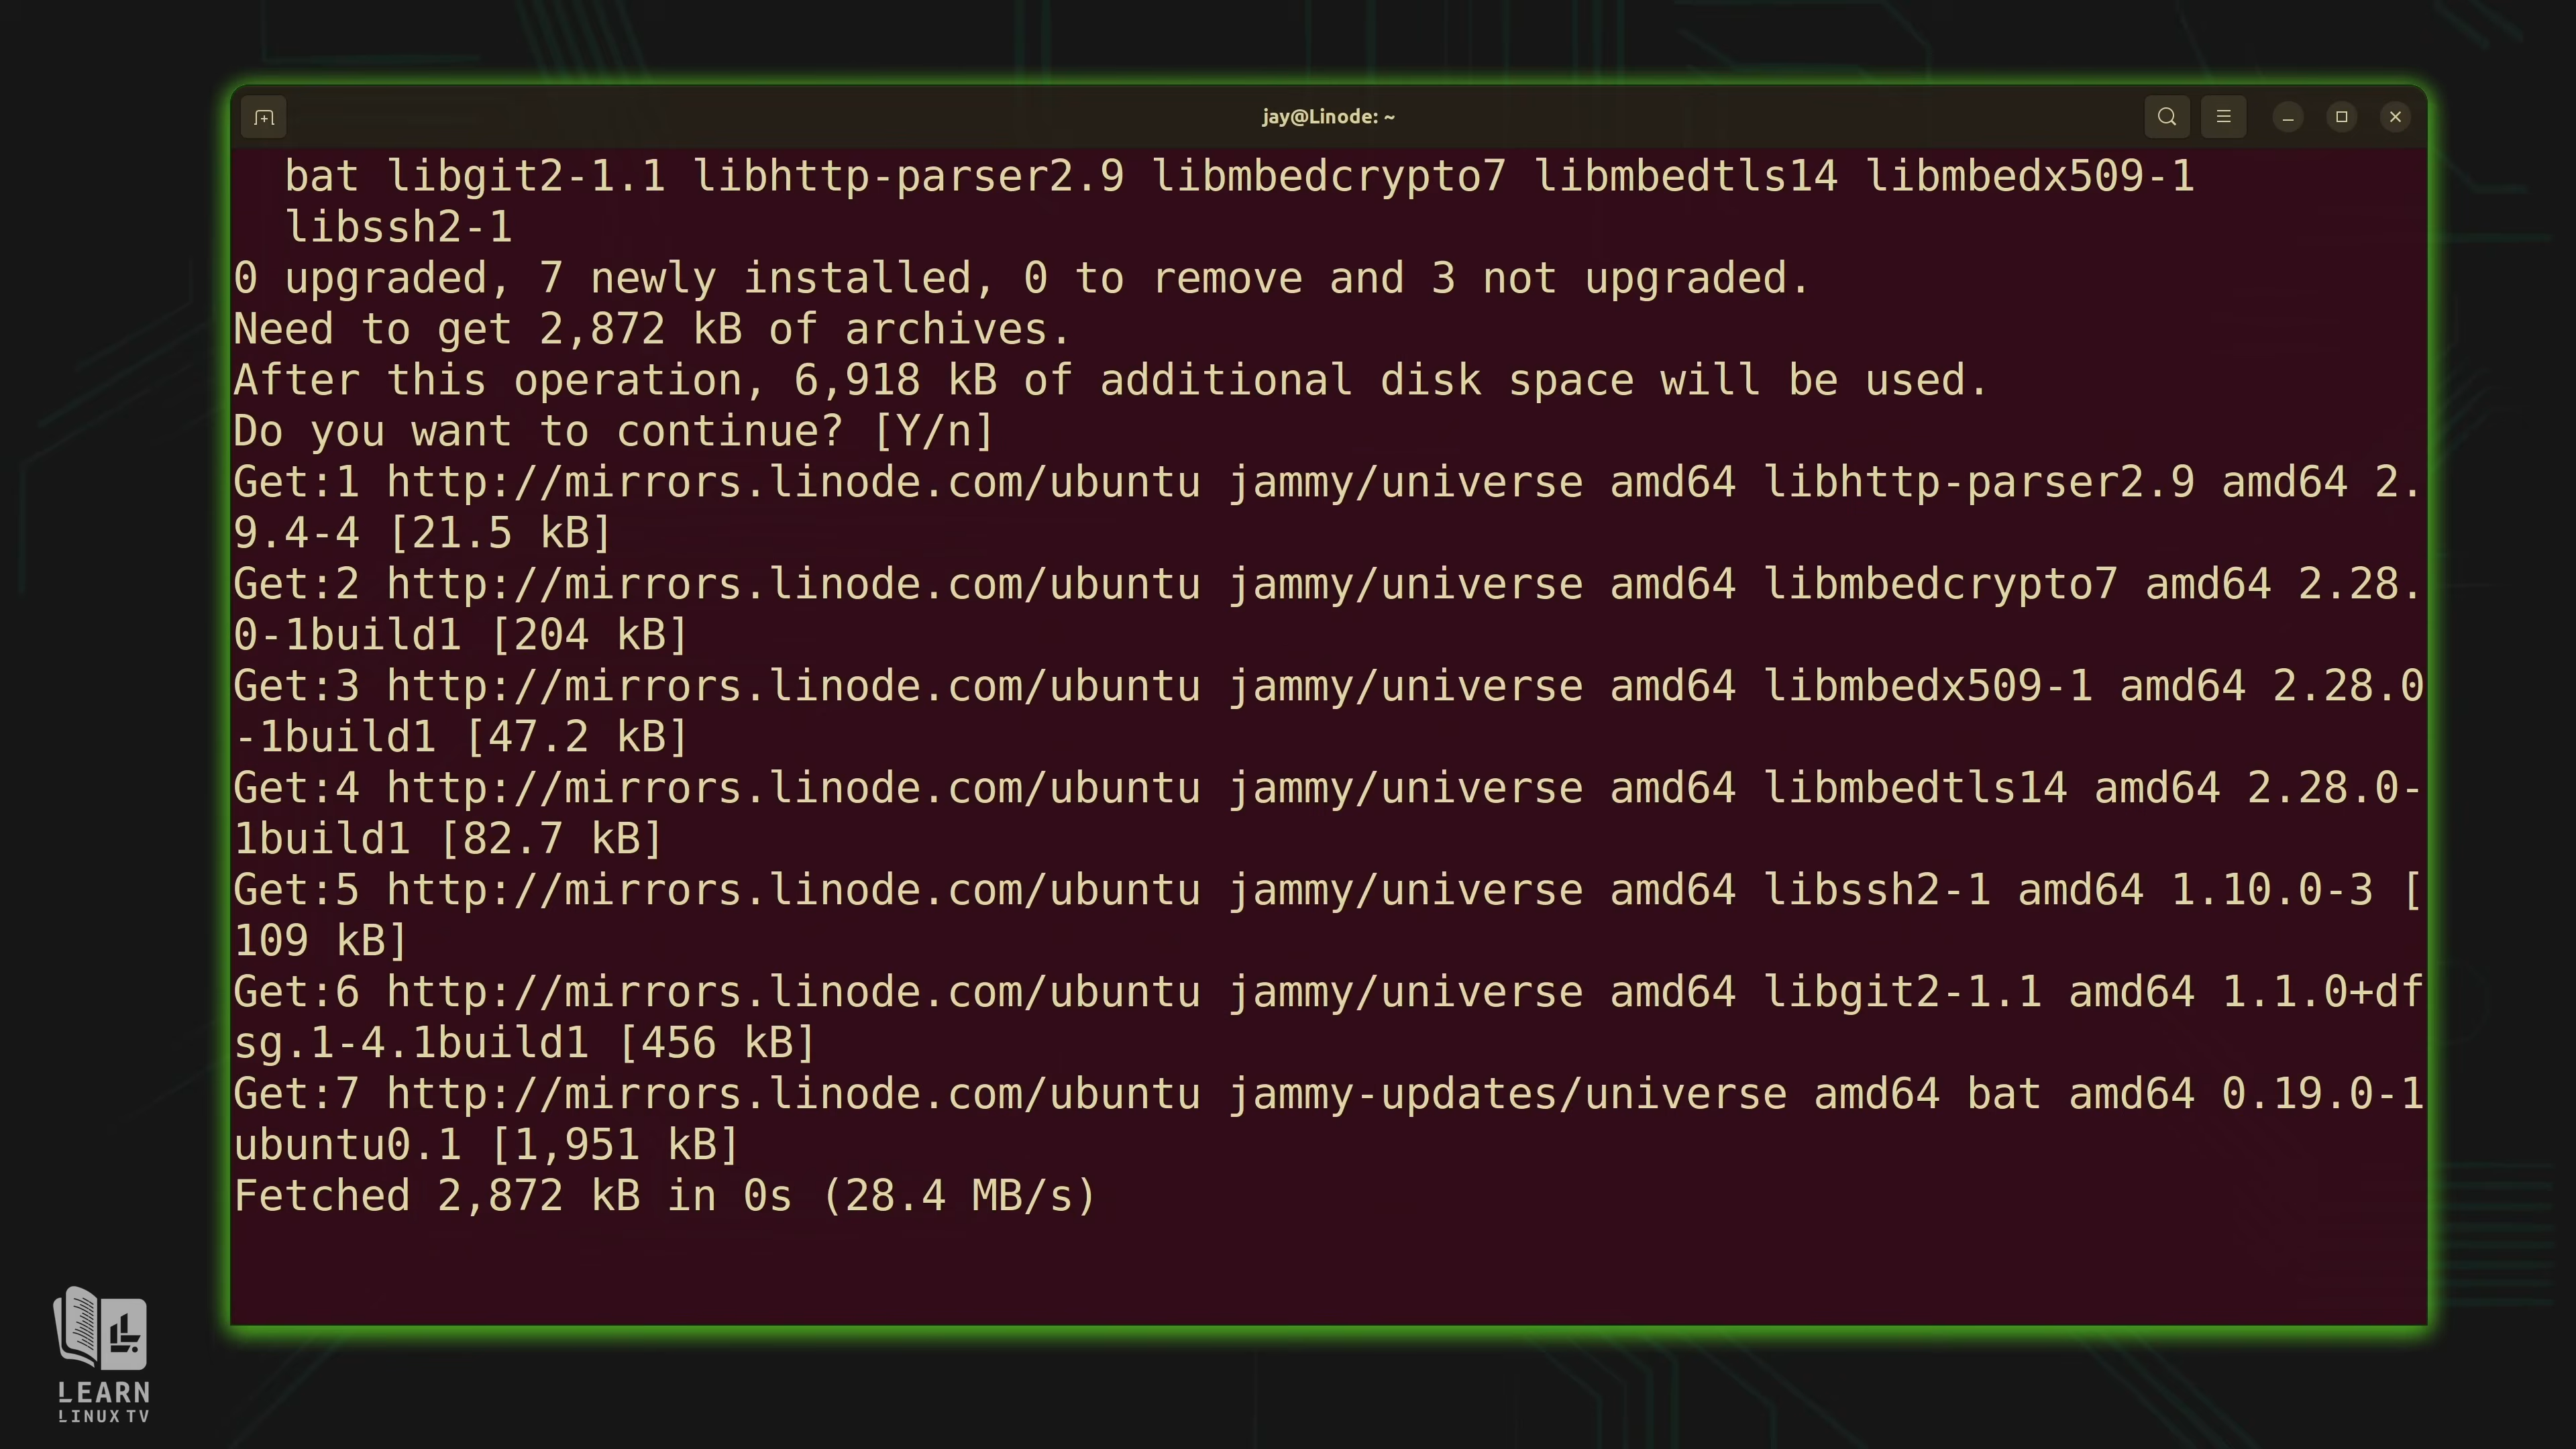 jay@Linode: ~
  bat libgit2-1.1 libhttp-parser2.9 libmbedcrypto7 libmbedtls14 libmbedx509-1
  libssh2-1
0 upgraded, 7 newly installed, 0 to remove and 3 not upgraded.
Need to get 2,872 kB of archives.
After this operation, 6,918 kB of additional disk space will be used.
Do you want to continue? [Y/n]
Get:1 http://mirrors.linode.com/ubuntu jammy/universe amd64 libhttp-parser2.9 amd64 2.
9.4-4 [21.5 kB]
Get:2 http://mirrors.linode.com/ubuntu jammy/universe amd64 libmbedcrypto7 amd64 2.28.
0-1build1 [204 kB]
Get:3 http://mirrors.linode.com/ubuntu jammy/universe amd64 libmbedx509-1 amd64 2.28.0
-1build1 [47.2 kB]
Get:4 http://mirrors.linode.com/ubuntu jammy/universe amd64 libmbedtls14 amd64 2.28.0-
1build1 [82.7 kB]
Get:5 http://mirrors.linode.com/ubuntu jammy/universe amd64 libssh2-1 amd64 1.10.0-3 [
109 kB]
Get:6 http://mirrors.linode.com/ubuntu jammy/universe amd64 libgit2-1.1 amd64 1.1.0+df
sg.1-4.1build1 [456 kB]
Get:7 http://mirrors.linode.com/ubuntu jammy-updates/universe amd64 bat amd64 0.19.0-1
ubuntu0.1 [1,951 kB]
Fetched 2,872 kB in 0s (28.4 MB/s)
LEARN
LINUX TV